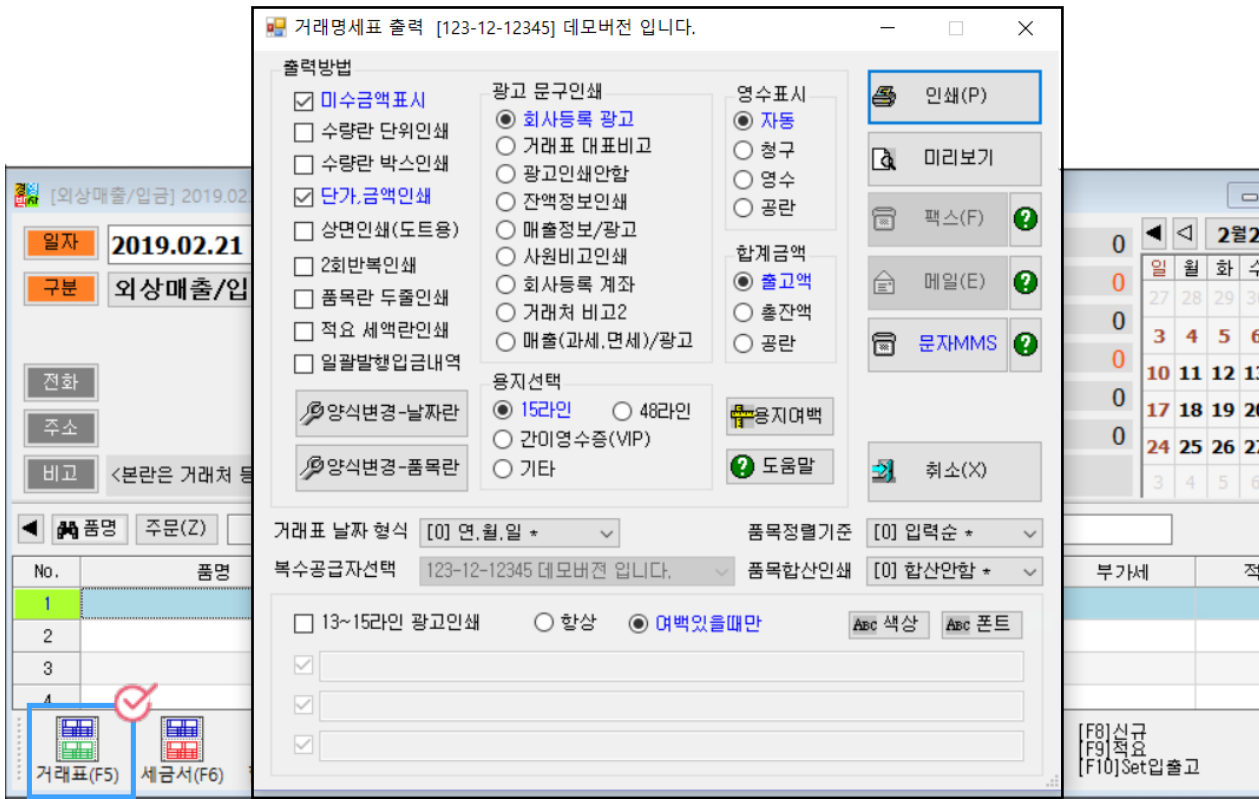 거래명세표 출력 [123-12-12345] 데모버전 입니다.
출력방법
미수금액표시
수량란 단위인쇄
수량란 박스인쇄
단가,금액인쇄
상면인쇄(도트용)
2회반복인쇄
품목란 두줄인쇄
적요 세액란인쇄
일괄발행입금내역
양식변경-날짜란
양식변경-품목란
광고 문구인쇄
회사등록 광고
거래표 대표비고
광고인쇄안함
잔액정보인쇄
매출정보/광고
사원비고인쇄
회사등록 계좌
거래처 비고2
매출(과세,면세)/광고
용지선택
15라인 48라인
간이영수증(VIP)
기타
영수표시
자동
청구
영수
공란
합계금액
출고액
총잔액
공란
용지여백
도움말
인쇄(P)
미리보기
팩스(F)
메일(E)
문자MMS
취소(X)
거래표 날짜 형식 [0] 연,월,일 * 품목정렬기준 [0] 입력순 *
복수공급자선택 123-12-12345 데모버전 입니다. 품목합산인쇄 [0] 합산안함 *
13~15라인 광고인쇄 항상 여백있을때만 ABC 색상 ABC 폰트
[외상매출/입금] 2019.02.
일자 2019.02.21
구분 외상매출/입
전화
주소
비고 <본란은 거래처
품명 주문(Z)
No. 품명 부가세
1
2
3
4
거래표(F5) 세금서(F6)
0
0
0
0
0
0
일 월 화
27 28 29
3 4 5 6
10 11 12
17 18 19
24 25 26
3 4 5 6
[F8]신규
[F9]적요
[F10]Set입출고